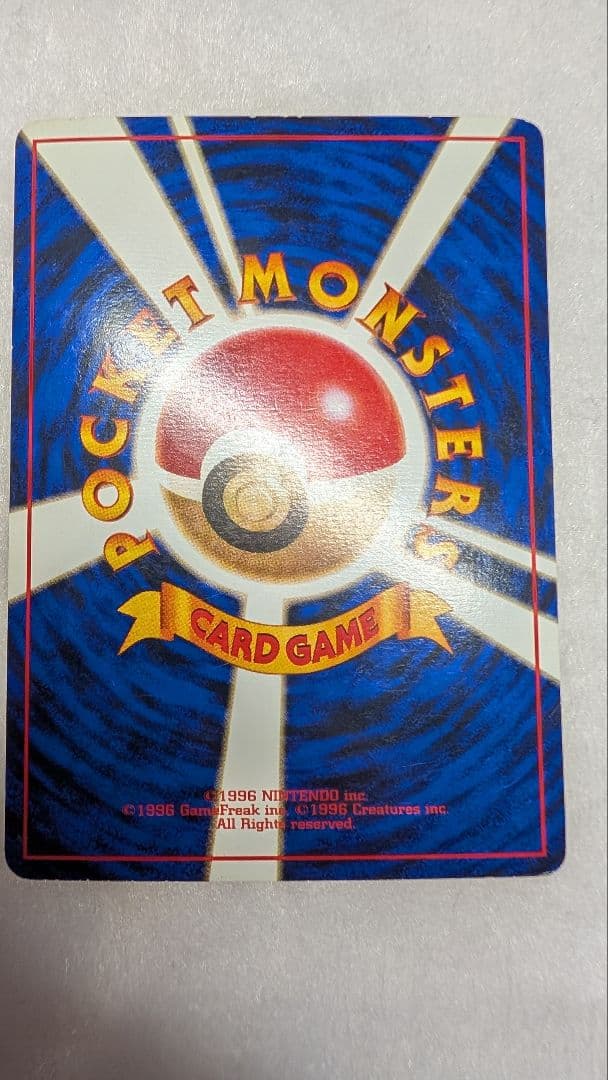 POCKET MONSTERS
CARD GAME
©1996 NINTENDO inc.
©1996 GameFreak inc. ©1996 Creatures inc.
All Rights reserved.